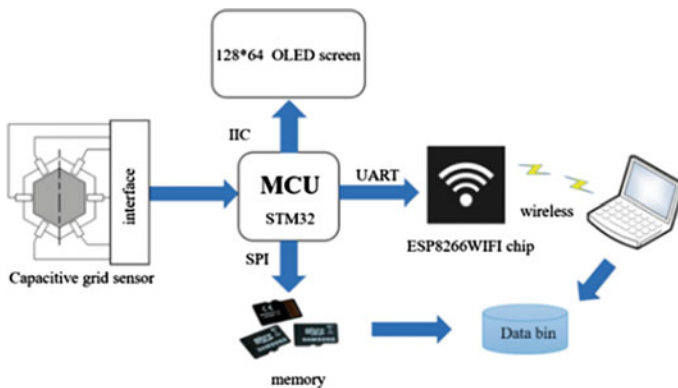 128*64 OLED screen
IIC
interface
MCU
STM32
UART
SPI
Capacitive grid sensor
ESP8266WIFI chip
wireless
memory
Data bin